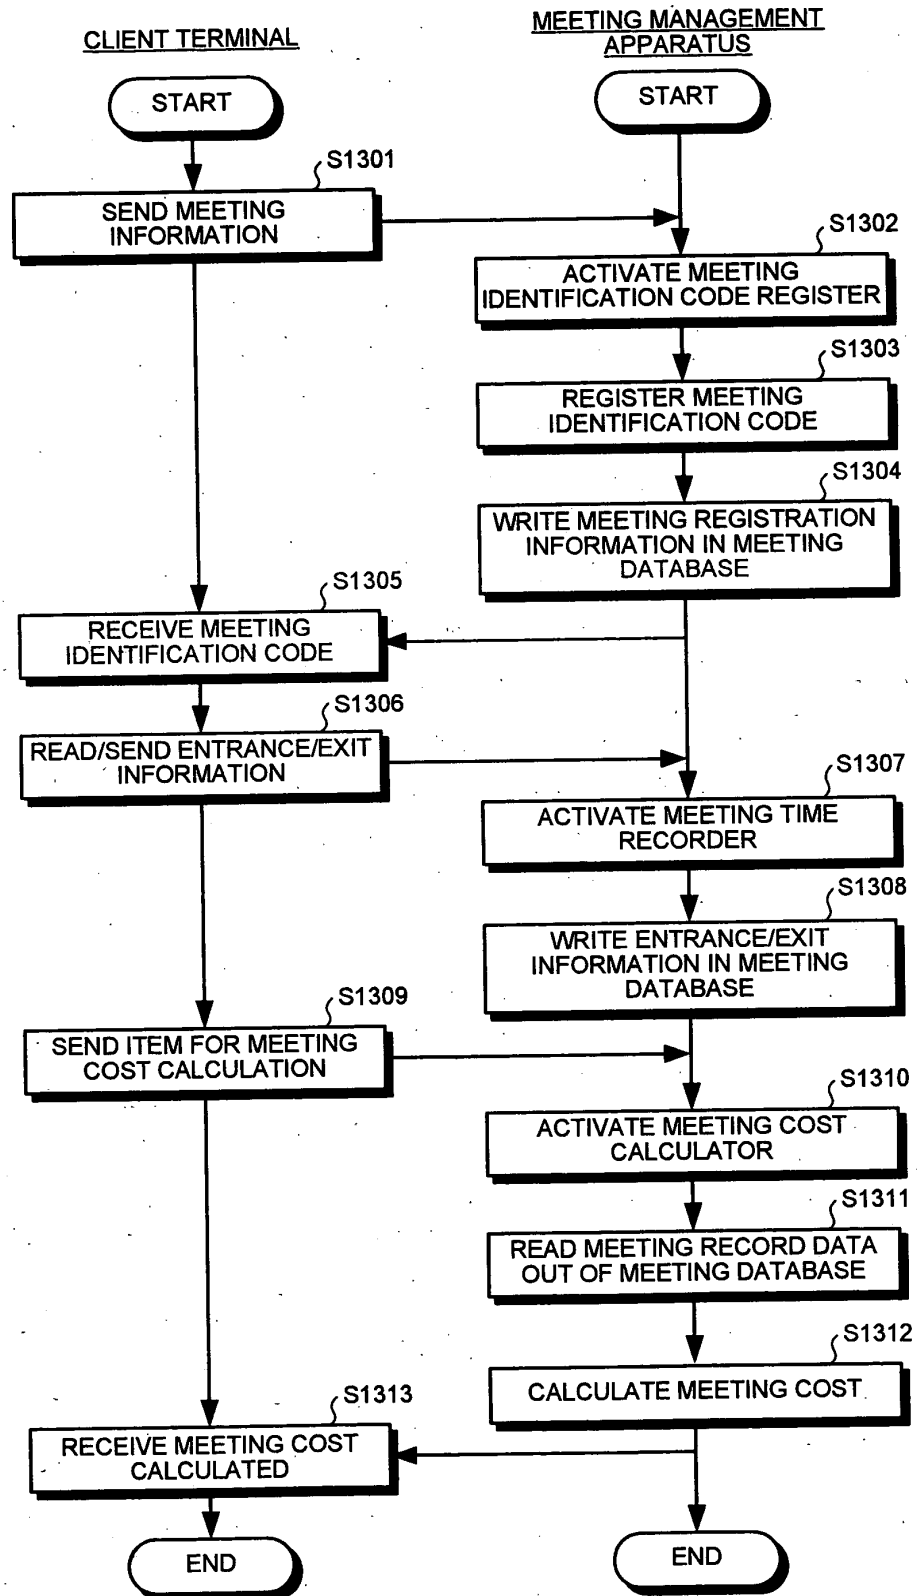 CLIENT TERMINAL
MEETING MANAGEMENT
APPARATUS
START
START
S1301
SEND MEETING
INFORMATION
S1302
ACTIVATE MEETING
IDENTIFICATION CODE REGISTER
S1303
REGISTER MEETING
IDENTIFICATION CODE
S1304
WRITE MEETING REGISTRATION
INFORMATION IN MEETING
DATABASE
S1305
RECEIVE MEETING
IDENTIFICATION CODE
S1306
READ/SEND ENTRANCE/EXIT
INFORMATION
S1307
ACTIVATE MEETING TIME
RECORDER
S1308
WRITE ENTRANCE/EXIT
INFORMATION IN MEETING
DATABASE
S1309
SEND ITEM FOR MEETING
COST CALCULATION
S1310
ACTIVATE MEETING COST
CALCULATOR
S1311
READ MEETING RECORD DATA
OUT OF MEETING DATABASE
S1312
CALCULATE MEETING COST
S1313
RECEIVE MEETING COST
CALCULATED
END
END